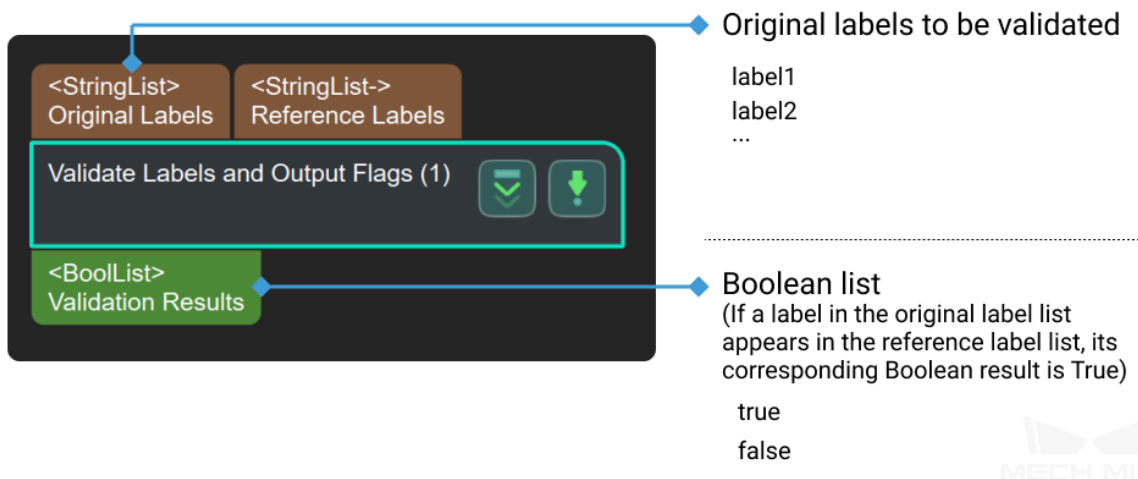 Original labels to be validated
label1
label2
...
<StringList>
Original Labels
<StringList->
Reference Labels
Validate Labels and Output Flags (1)
<BoolList>
Validation Results
Boolean list
(If a label in the original label list
appears in the reference label list, its
corresponding Boolean result is True)
true
false